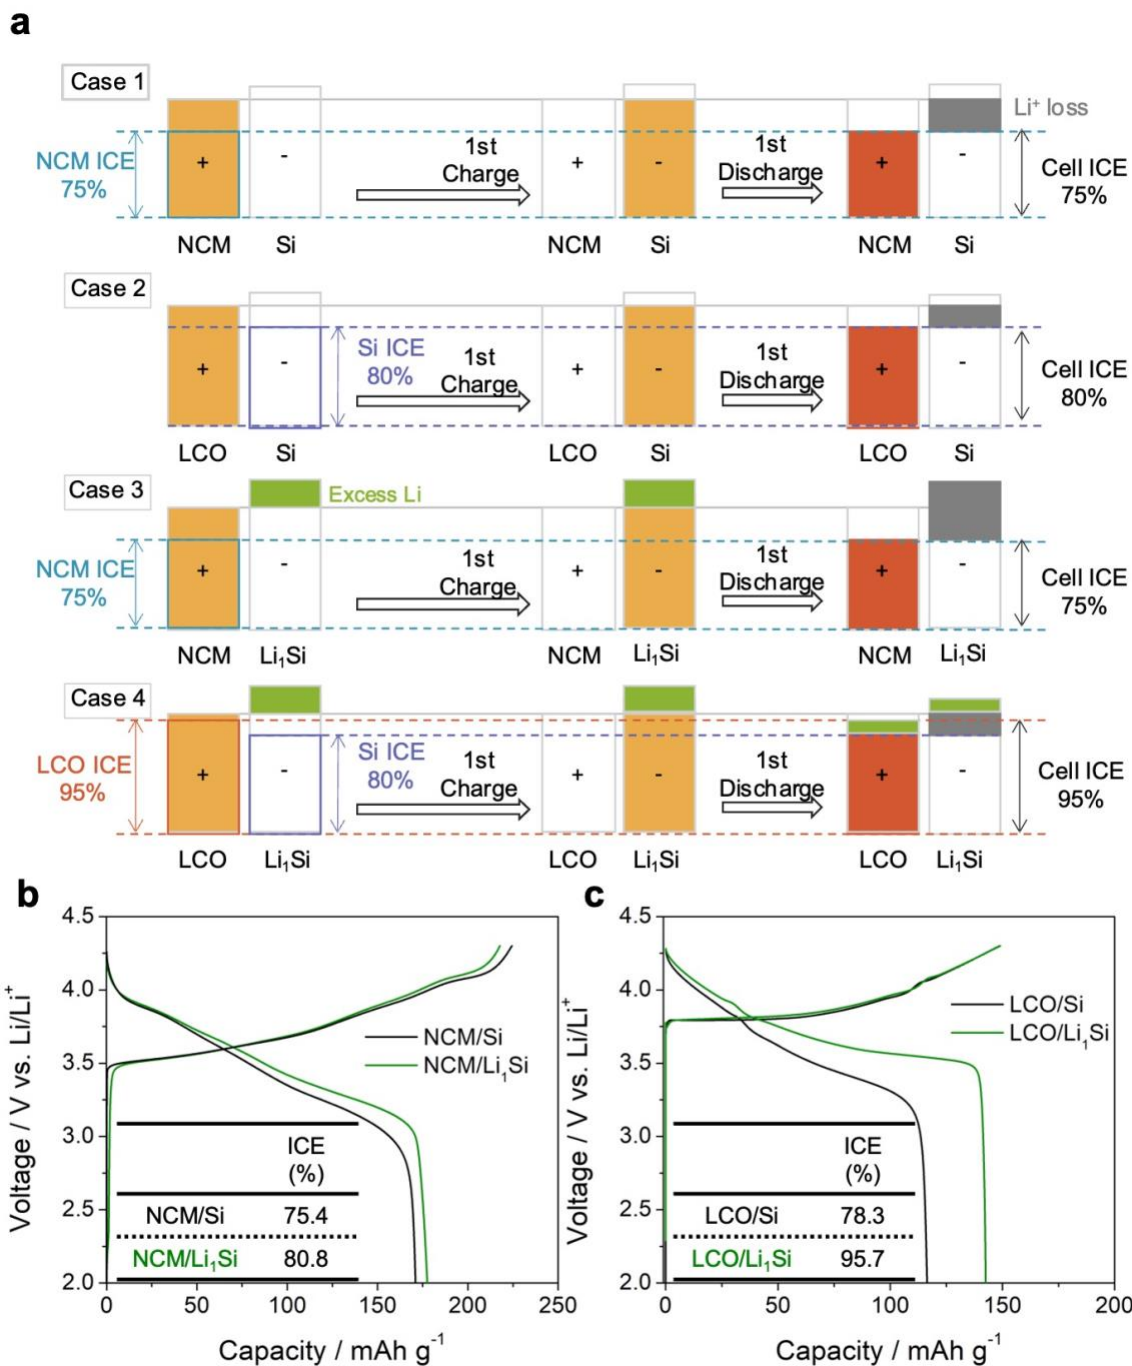 a
Case 1
Li⁺ loss
NCM ICE
75%
+
-
1st
Charge
+
-
1st
Discharge
+
-
Cell ICE
75%
NCM
Si
NCM
Si
NCM
Si
Case 2
+
-
Si ICE
80%
1st
Charge
+
-
1st
Discharge
+
-
Cell ICE
80%
LCO
Si
LCO
Si
LCO
Si
Case 3
Excess Li
NCM ICE
75%
+
-
1st
Charge
+
-
1st
Discharge
+
-
Cell ICE
75%
NCM
Li₁Si
NCM
Li₁Si
NCM
Li₁Si
Case 4
LCO ICE
95%
+
-
Si ICE
80%
1st
Charge
+
-
1st
Discharge
+
-
Cell ICE
95%
LCO
Li₁Si
LCO
Li₁Si
LCO
Li₁Si
b
Voltage / V vs. Li/Li⁺
4.5
4.0
3.5
3.0
2.5
2.0
NCM/Si
NCM/Li₁Si
ICE
(%)
NCM/Si 75.4
NCM/Li₁Si 80.8
0 50 100 150 200 250
Capacity / mAh g⁻¹
c
Voltage / V vs. Li/Li⁺
4.5
4.0
3.5
3.0
2.5
2.0
LCO/Si
LCO/Li₁Si
ICE
(%)
LCO/Si 78.3
LCO/Li₁Si 95.7
0 50 100 150 200
Capacity / mAh g⁻¹